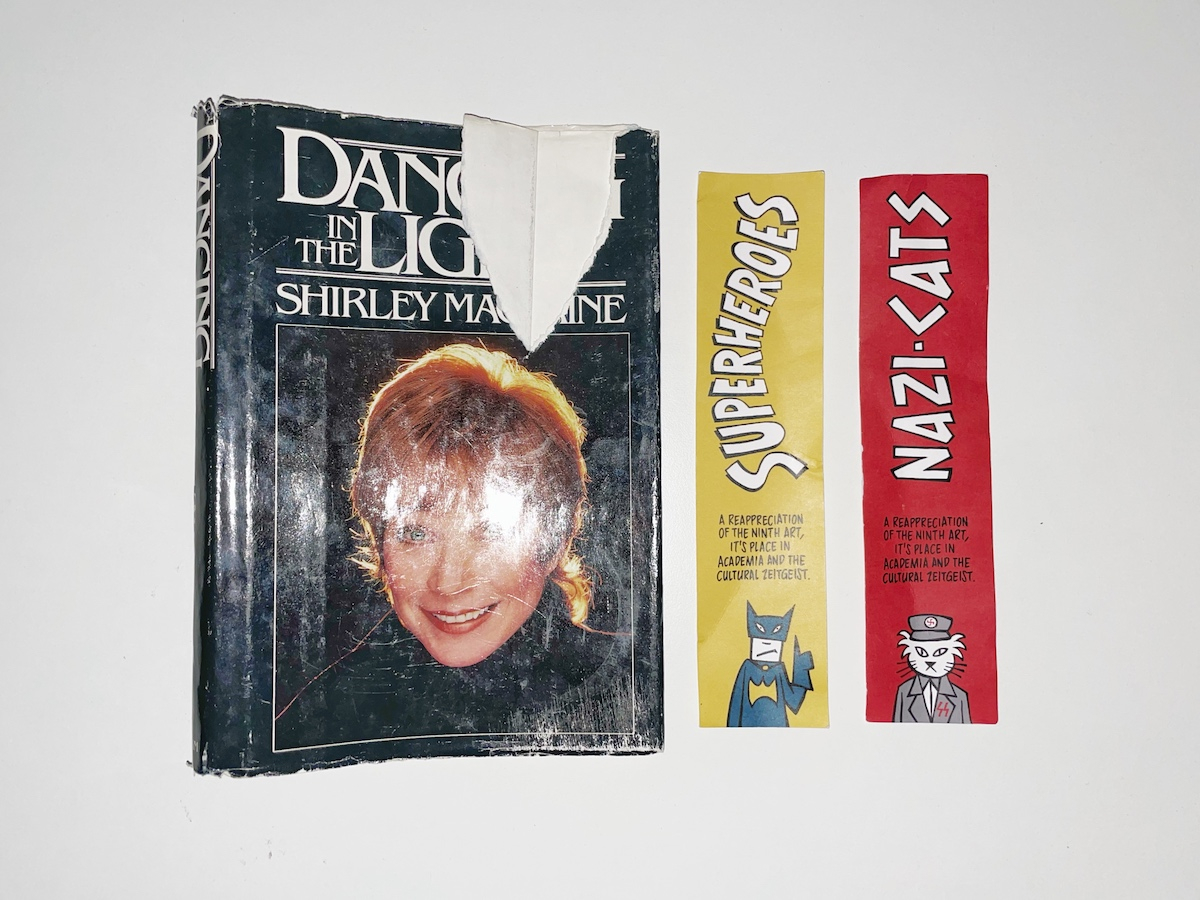 DANCING
DANC G
IN
THE LIG
SHIRLEY MAC INE
SUPERHEROES
A REAPPRECIATION
OF THE NINTH ART,
IT'S PLACE IN
ACADEMIA AND THE
CULTURAL ZEITGEIST.
NAZI·CATS
A REAPPRECIATION
OF THE NINTH ART,
IT'S PLACE IN
ACADEMIA AND THE
CULTURAL ZEITGEIST.